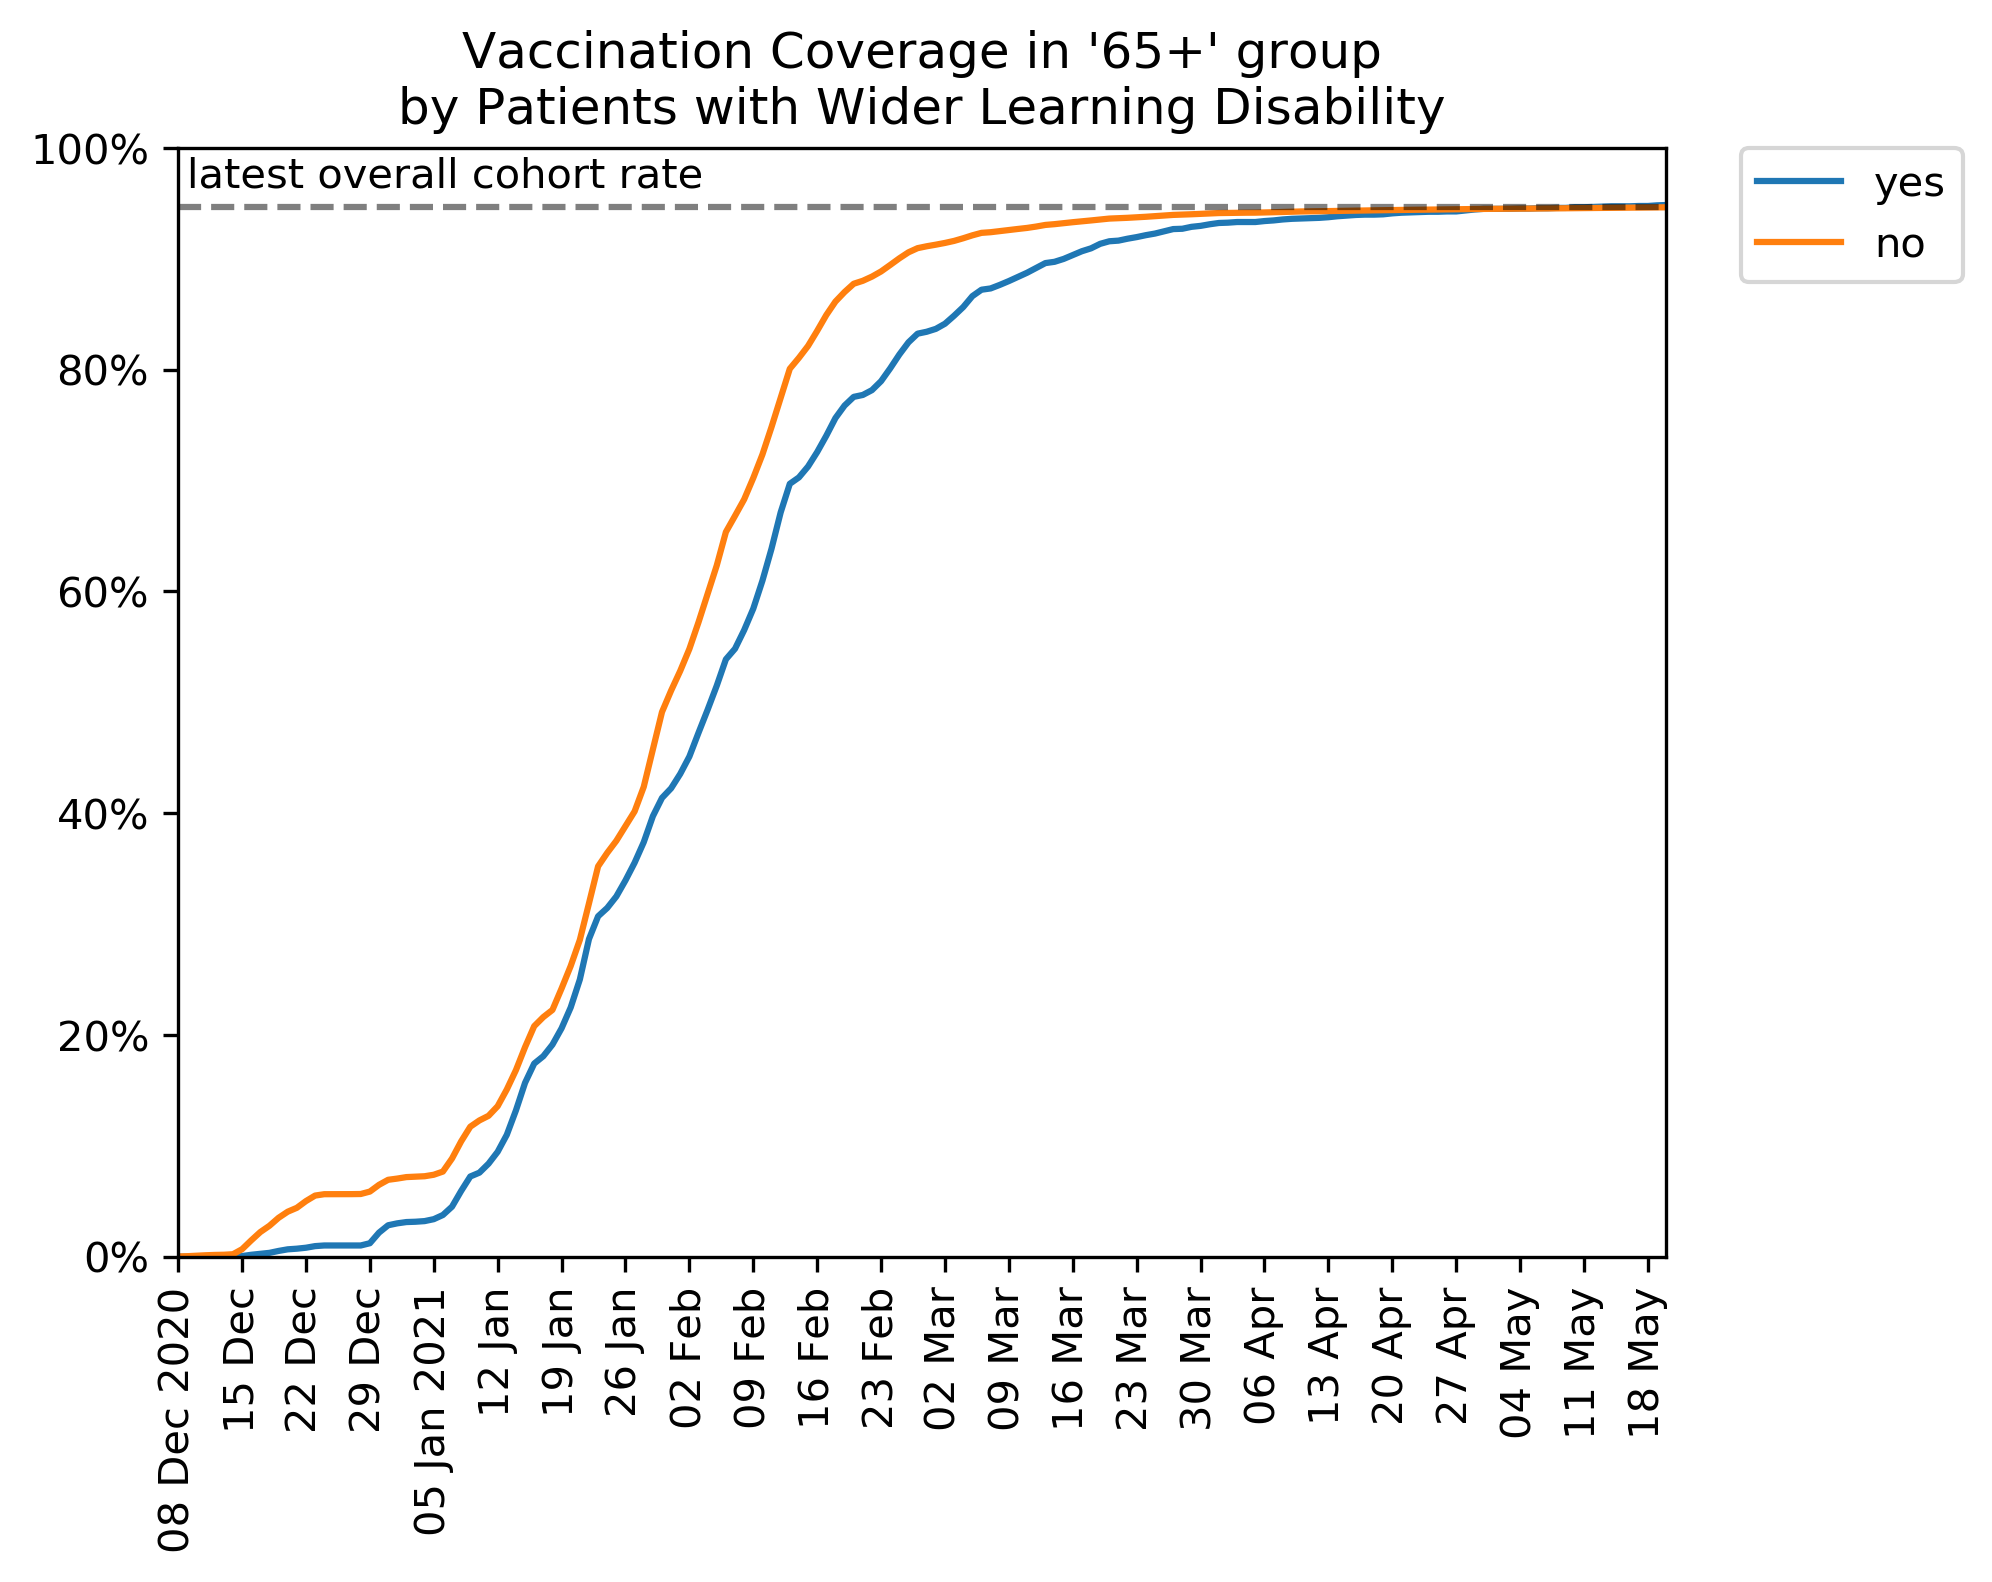 Vaccination Coverage in '65+' group
by Patients with Wider Learning Disability
100%
latest overall cohort rate
yes
no
80%
60%
40%
20%
0%
08 Dec 2020
15 Dec
22 Dec
29 Dec
05 Jan 2021
12 Jan
19 Jan
26 Jan
02 Feb
09 Feb
16 Feb
23 Feb
02 Mar
09 Mar
16 Mar
23 Mar
30 Mar
06 Apr
13 Apr
20 Apr
27 Apr
04 May
11 May
18 May